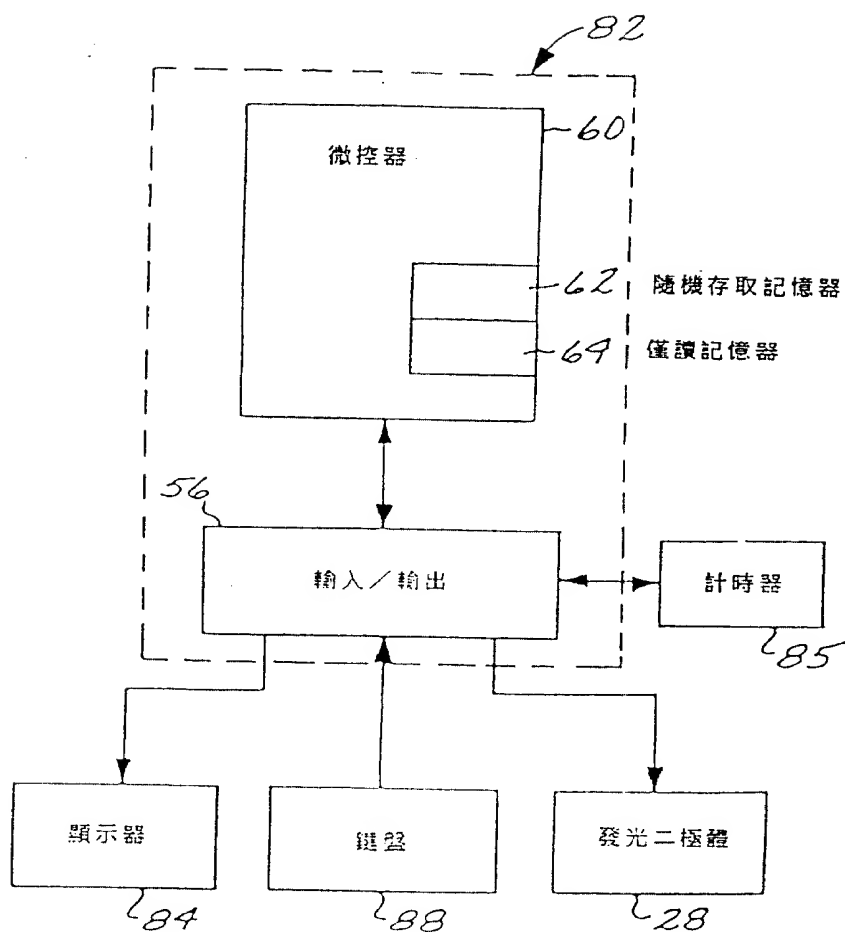 82
60
微控器
62 隨機存取記憶器
64 僅讀記憶器
56
輸入／輸出
計時器
85
顯示器
鍵盤
發光二極體
84
88
28